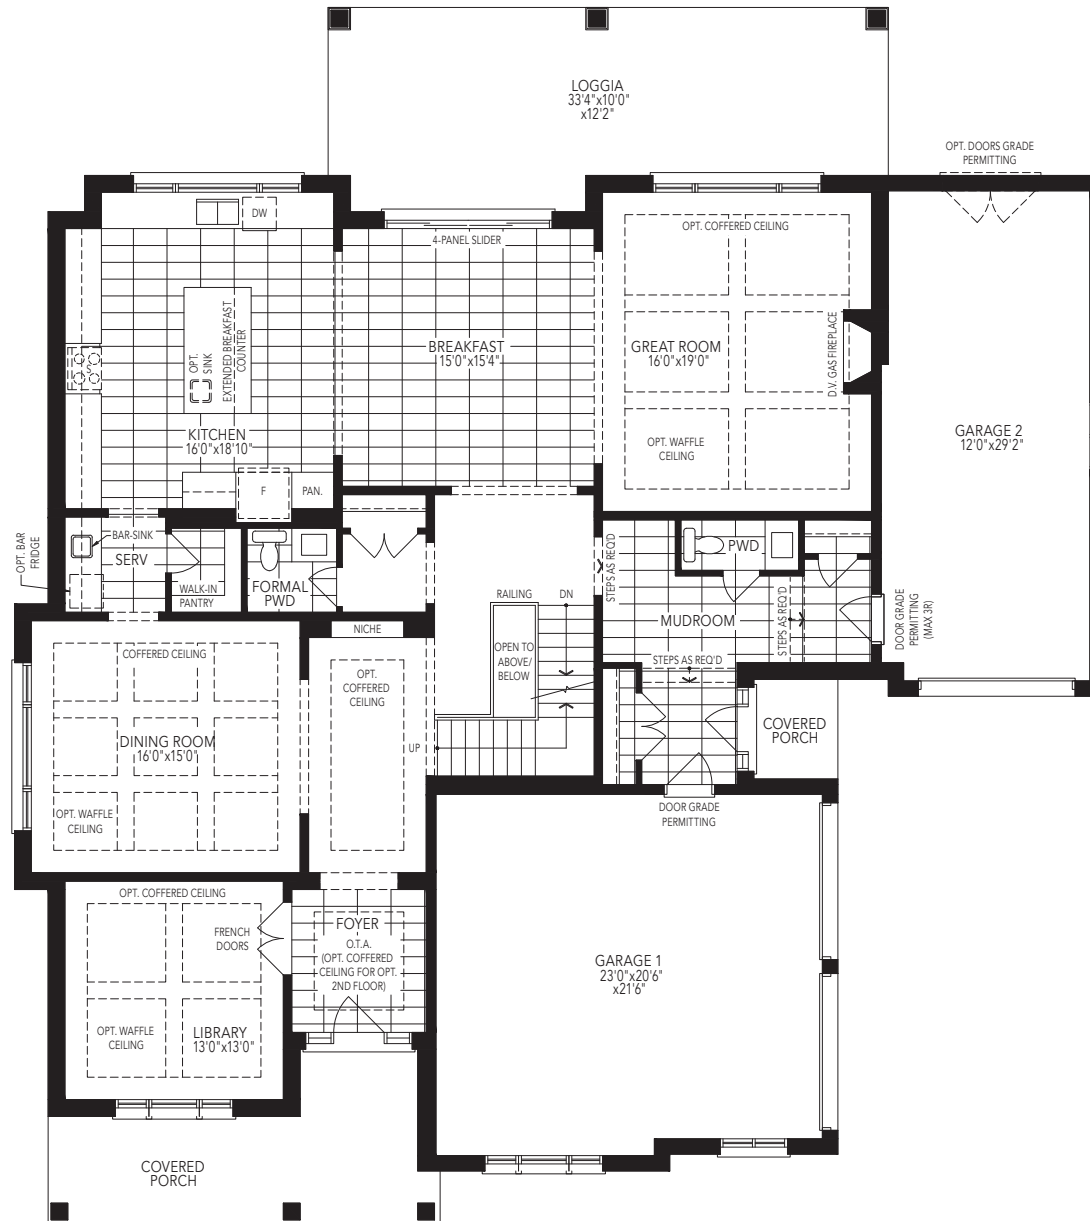 LOGGIA
33'4"x10'0"
x12'2"
OPT. DOORS GRADE
PERMITTING
DW
4-PANEL SLIDER
OPT. COFFERED CEILING
OPT.
SINK
EXTENDED BREAKFAST
COUNTER
S
BREAKFAST
15'0"x15'4"
GREAT ROOM
16'0"x19'0"
D.V. GAS FIREPLACE
KITCHEN
16'0"x18'10"
OPT. WAFFLE
CEILING
GARAGE 2
12'0"x29'2"
F
PAN.
OPT. BAR
FRIDGE
BAR-SINK
SERV
WALK-IN
PANTRY
FORMAL
PWD
STEPS AS REQ'D
PWD
MUDROOM
STEPS AS REQ'D
DOOR GRADE
PERMITTING
(MAX 3R)
RAILING
DN
NICHE
OPEN TO
ABOVE/
BELOW
STEPS AS REQ'D
COFFERED CEILING
OPT.
COFFERED
CEILING
DINING ROOM
16'0"x15'0"
UP
COVERED
PORCH
OPT. WAFFLE
CEILING
DOOR GRADE
PERMITTING
OPT. COFFERED CEILING
FRENCH
DOORS
FOYER
O.T.A.
(OPT. COFFERED
CEILING FOR OPT.
2ND FLOOR)
GARAGE 1
23'0"x20'6"
x21'6"
OPT. WAFFLE
CEILING
LIBRARY
13'0"x13'0"
COVERED
PORCH